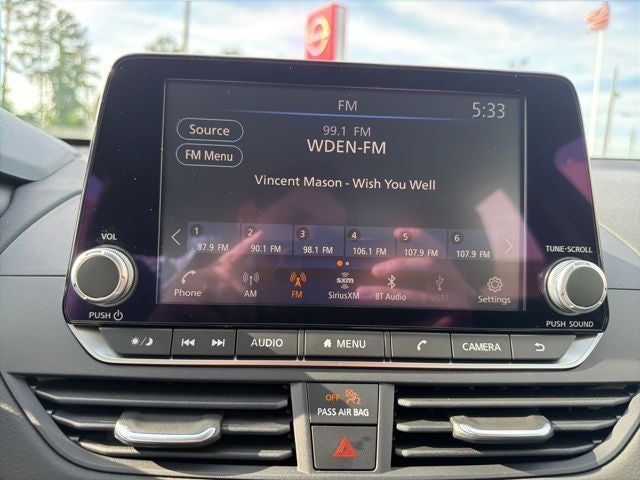 FM
5:33
Source
99.1 FM
FM Menu
WDEN-FM
Vincent Mason - Wish You Well
1 2 3 4 5 6
87.9 FM 90.1 FM 98.1 FM 106.1 FM 107.9 FM 107.9 FM
VOL
TUNE-SCROLL
Phone AM FM SiriusXM BT Audio USB1 Settings
sxm
PUSH
PUSH SOUND
AUDIO MENU CAMERA
OFF 2
PASS AIR BAG